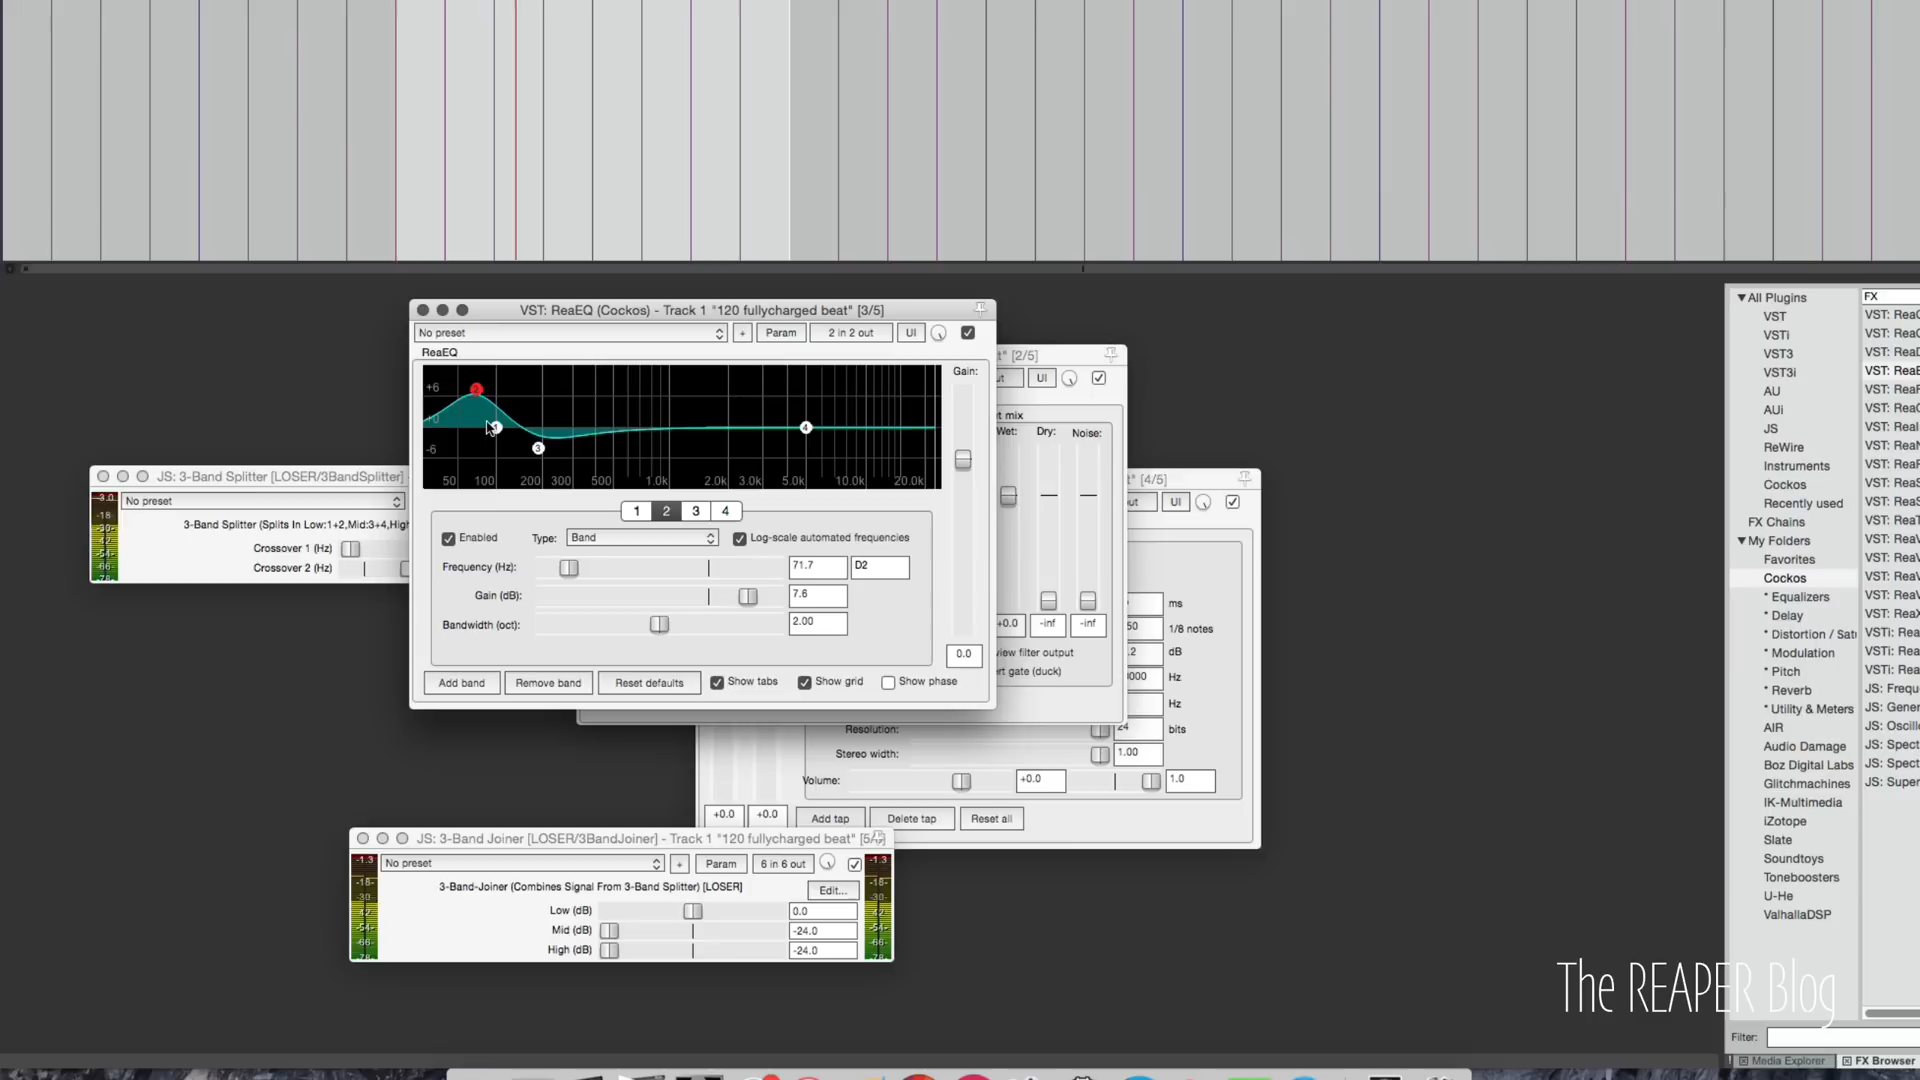 VST: ReaEQ (Cockos) - Track 1 "120 fullycharged beat" [3/5]
No preset
+
Param
2 in 2 out
UI
ReaEQ
Gain:
+6
+0
-6
3
4
50 100 200 300 500 1.0k 2.0k 3.0k 5.0k 10.0k 20.0k
1 2 3 4
Enabled
Type:
Band
Log-scale automated frequencies
Frequency (Hz):
71.7
D2
Gain (dB):
7.6
Bandwidth (oct):
2.00
0.0
Add band
Remove band
Reset defaults
Show tabs
Show grid
Show phase
[2/5]
UI
Wet:
Dry:
Noise:
+0.0
-inf
-inf
[4/5]
UI
ms
1/8 notes
dB
Hz
Hz
Resolution:
24
bits
Stereo width:
1.00
Volume:
+0.0
1.0
+0.0
+0.0
Add tap
Delete tap
Reset all
JS: 3-Band Splitter [LOSER/3BandSplitter]
No preset
3-Band Splitter (Splits In Low:1+2,Mid:3+4,High
Crossover 1 (Hz)
Crossover 2 (Hz)
JS: 3-Band Joiner [LOSER/3BandJoiner] - Track 1 "120 fullycharged beat"
No preset
+
Param
6 in 6 out
3-Band-Joiner (Combines Signal From 3-Band Splitter) [LOSER]
Edit...
Low (dB)
0.0
Mid (dB)
-24.0
High (dB)
-24.0
All Plugins
VST
VSTi
VST3
VST3i
AU
AUi
JS
ReWire
Instruments
Cockos
Recently used
FX Chains
My Folders
Favorites
Cockos
* Equalizers
* Delay
* Distortion / Satu
* Modulation
* Pitch
* Reverb
* Utility & Meters
AIR
Audio Damage
Boz Digital Labs
Glitchmachines
IK-Multimedia
iZotope
Slate
Soundtoys
Toneboosters
U-He
ValhallaDSP
FX
Filter:
Media Explorer
FX Browser
The REAPER Blog